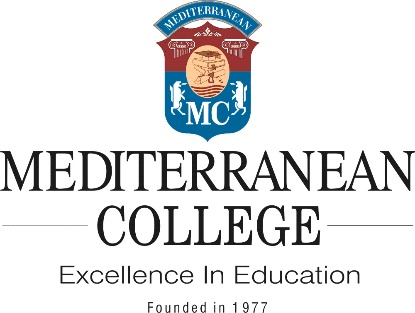 MEDITERRANEAN
MC
MEDITERRANEAN
COLLEGE
Excellence In Education
Founded in 1977